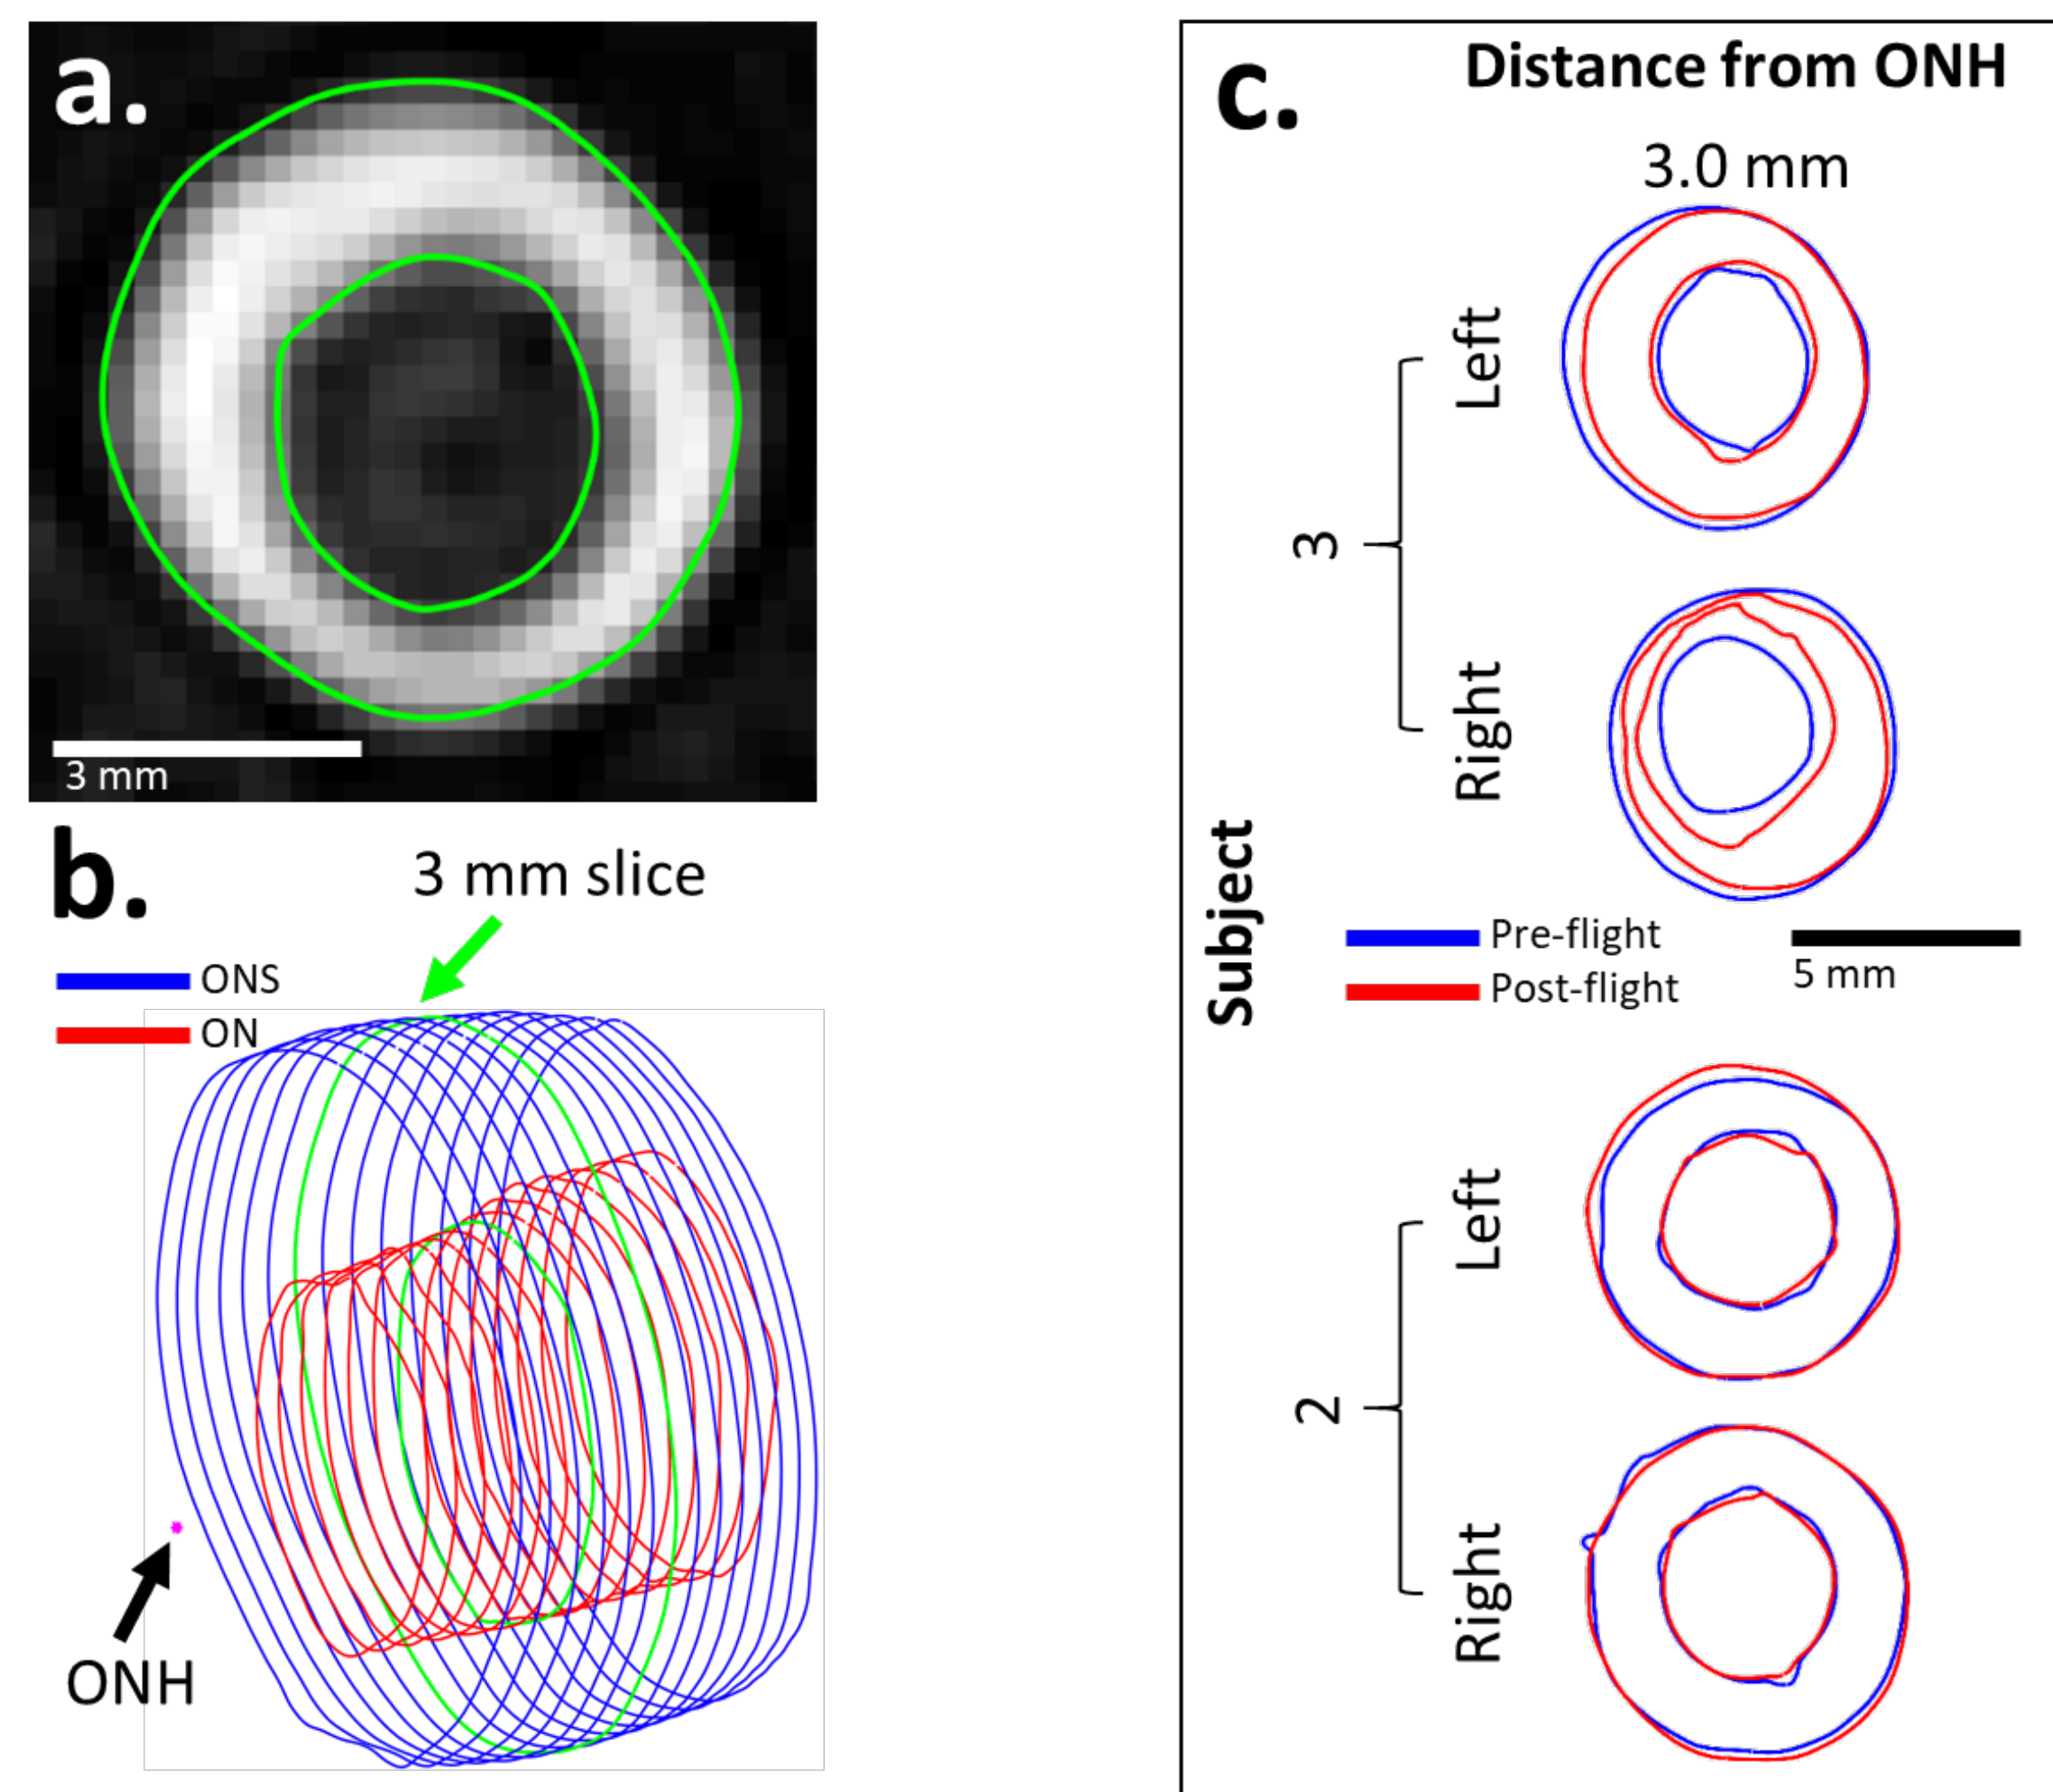 a.
3 mm
b.
3 mm slice
ONS
ON
ONH
c.
Distance from ONH
3.0 mm
Subject
3
Left
Right
Pre-flight
Post-flight
5 mm
2
Left
Right